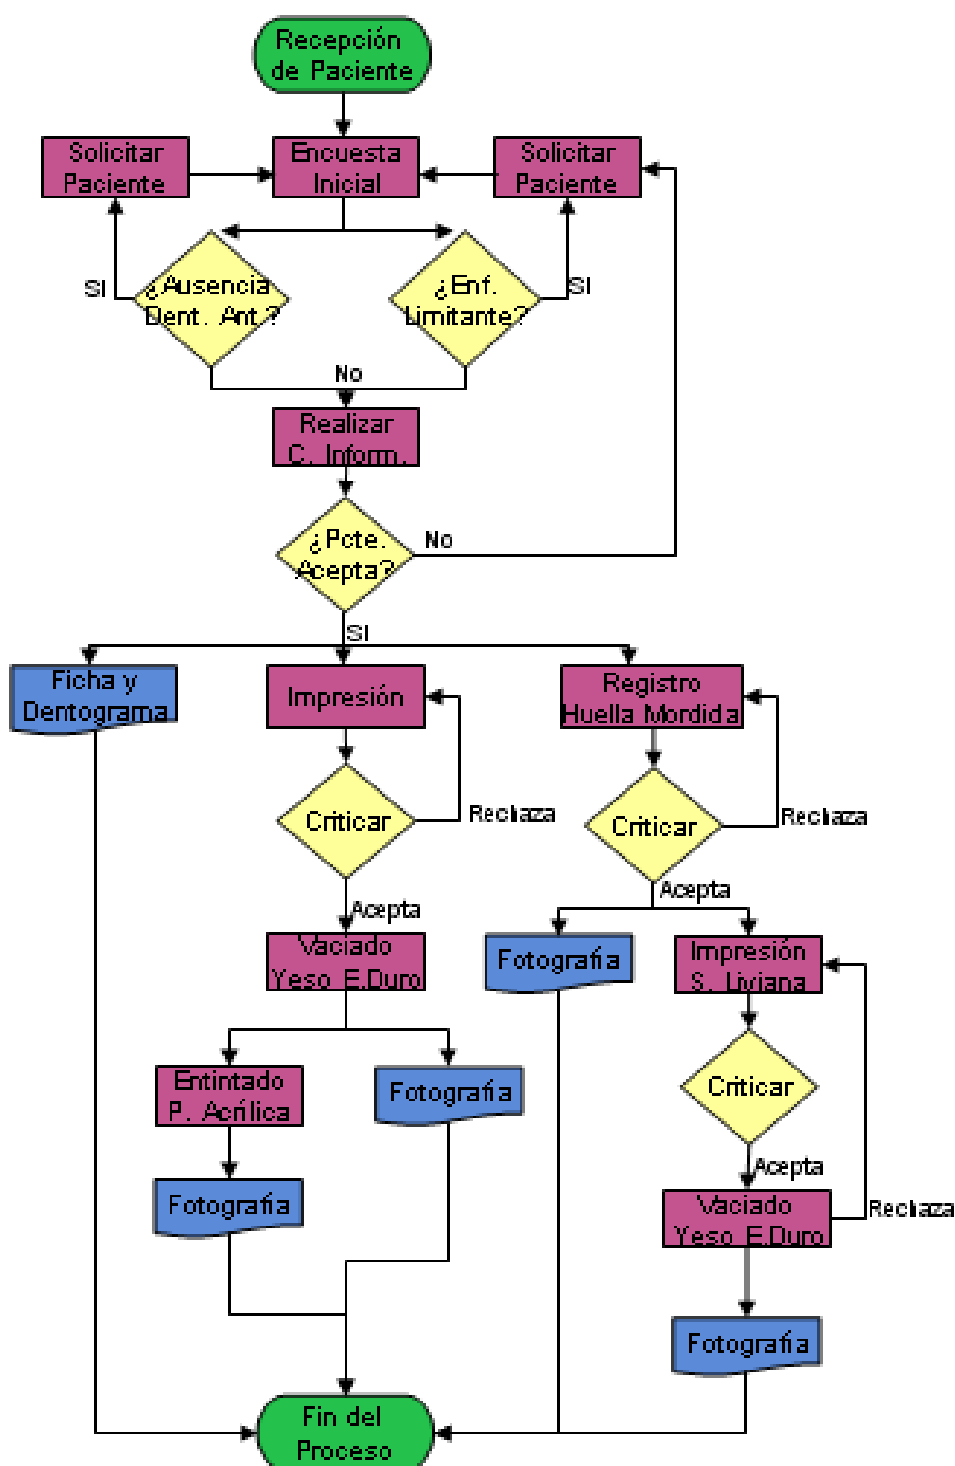 Recepción
de Paciente
Solicitar
Paciente
Encuesta
Inicial
Solicitar
Paciente
SI
¿Ausencia
Dent. Ant.?
¿Enf.
Limitante?
SI
No
Realizar
C. Inform.
¿Pcte.
Acepta?
No
SI
Ficha y
Dentograma
Impresión
Registro
Huella Mordida
Criticar
Rechaza
Criticar
Rechaza
Acepta
Acepta
Vaciado
Yeso E.Duro
Fotografía
Impresión
S. Liviana
Entintado
P. Acrílica
Fotografía
Criticar
Acepta
Fotografía
Vaciado
Yeso E.Duro
Rechaza
Fotografía
Fin del
Proceso